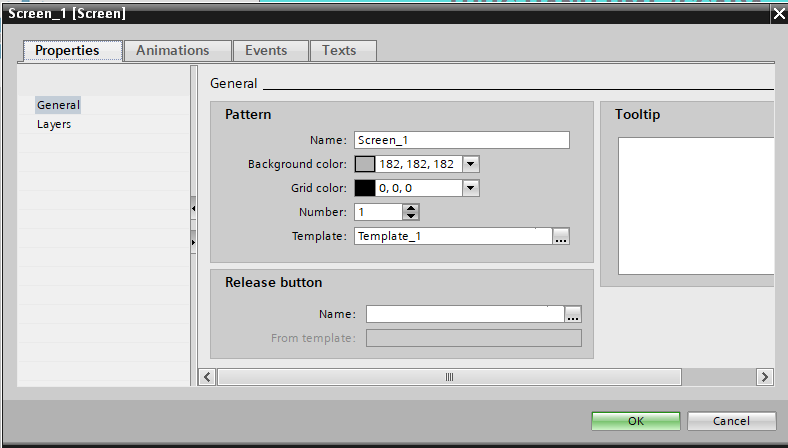 Screen_1 [Screen]
Properties
Animations
Events
Texts
General
Layers
General
Pattern
Name: Screen_1
Background color: 182, 182, 182
Grid color: 0, 0, 0
Number: 1
Template: Template_1
...
Tooltip
Release button
Name:
...
From template:
OK
Cancel